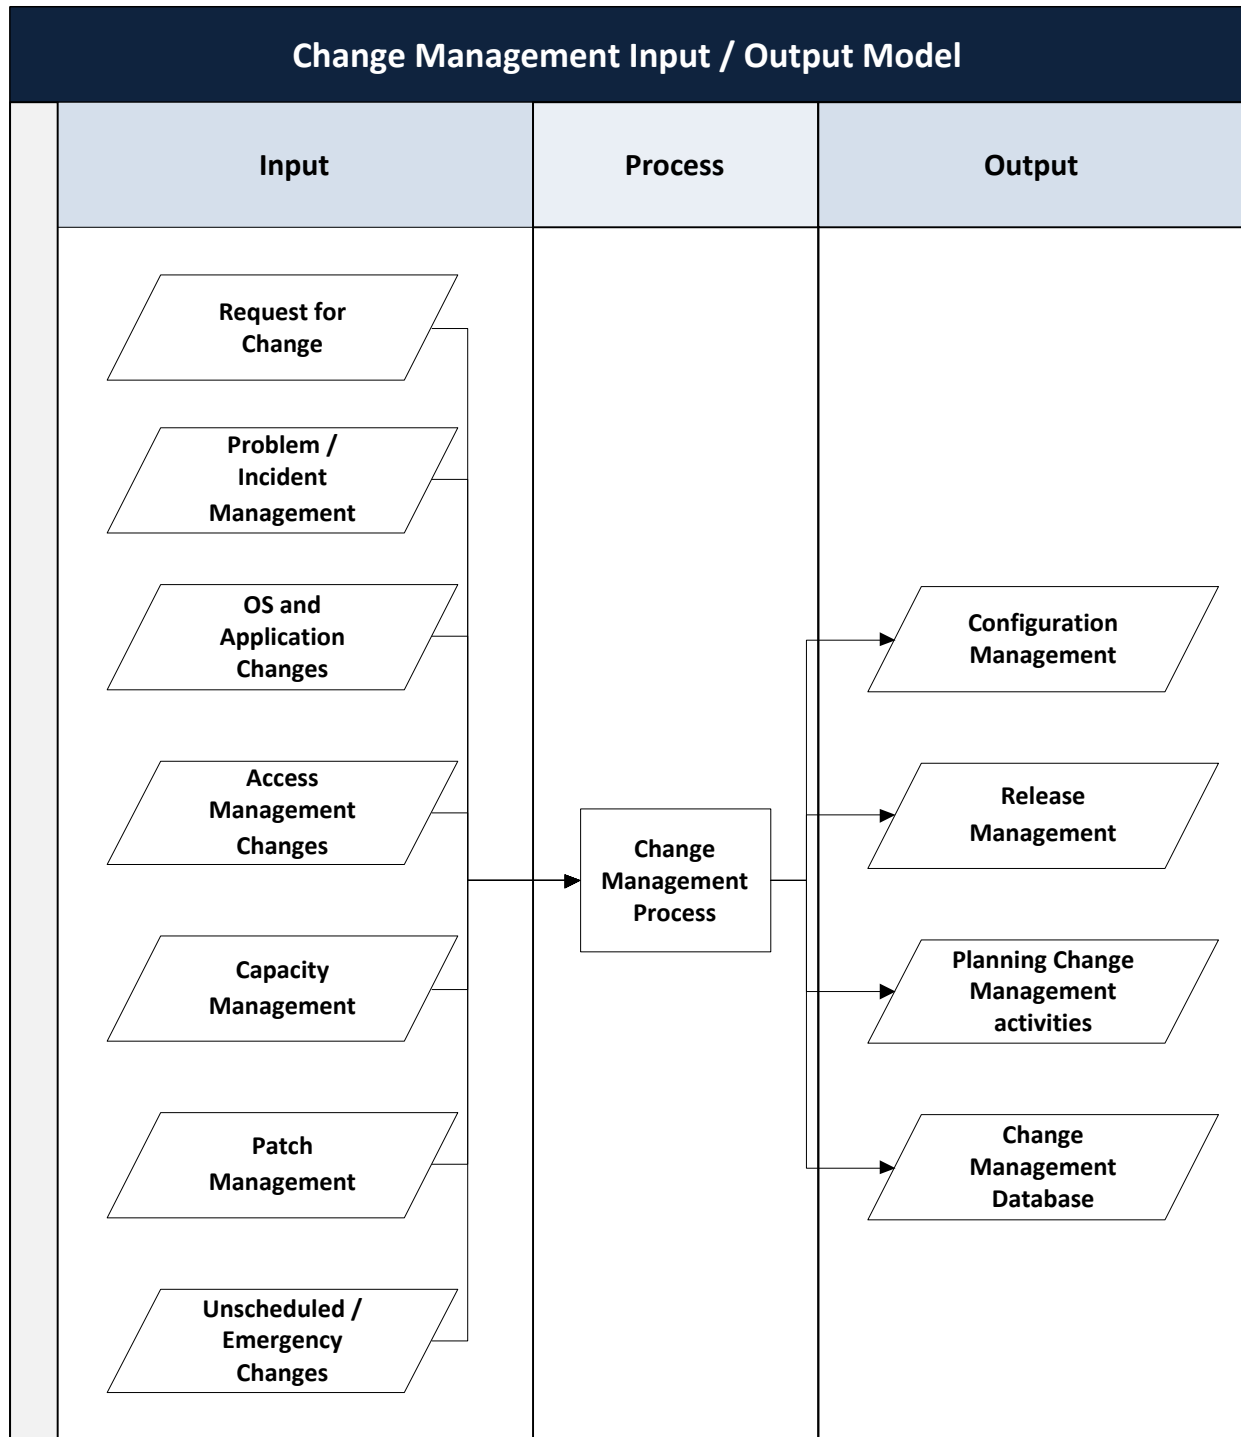 Change Management Input / Output Model
Input
Process
Output
Request for
Change
Problem /
Incident
Management
OS and
Application
Changes
Access
Management
Changes
Capacity
Management
Patch
Management
Unscheduled /
Emergency
Changes
Change
Management
Process
Configuration
Management
Release
Management
Planning Change
Management
activities
Change
Management
Database